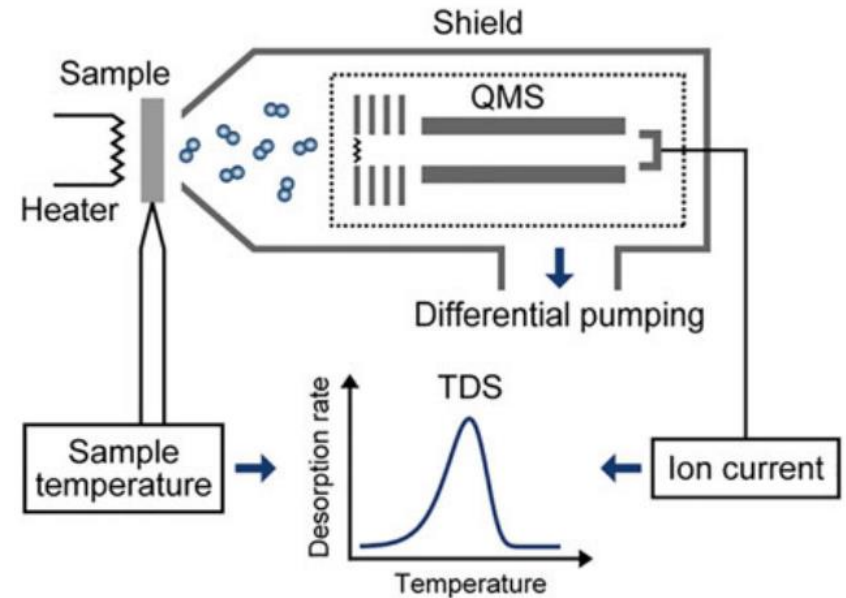 Shield
Sample
QMS
Heater
Differential pumping
TDS
Desorption rate
Sample
temperature
Ion current
Temperature